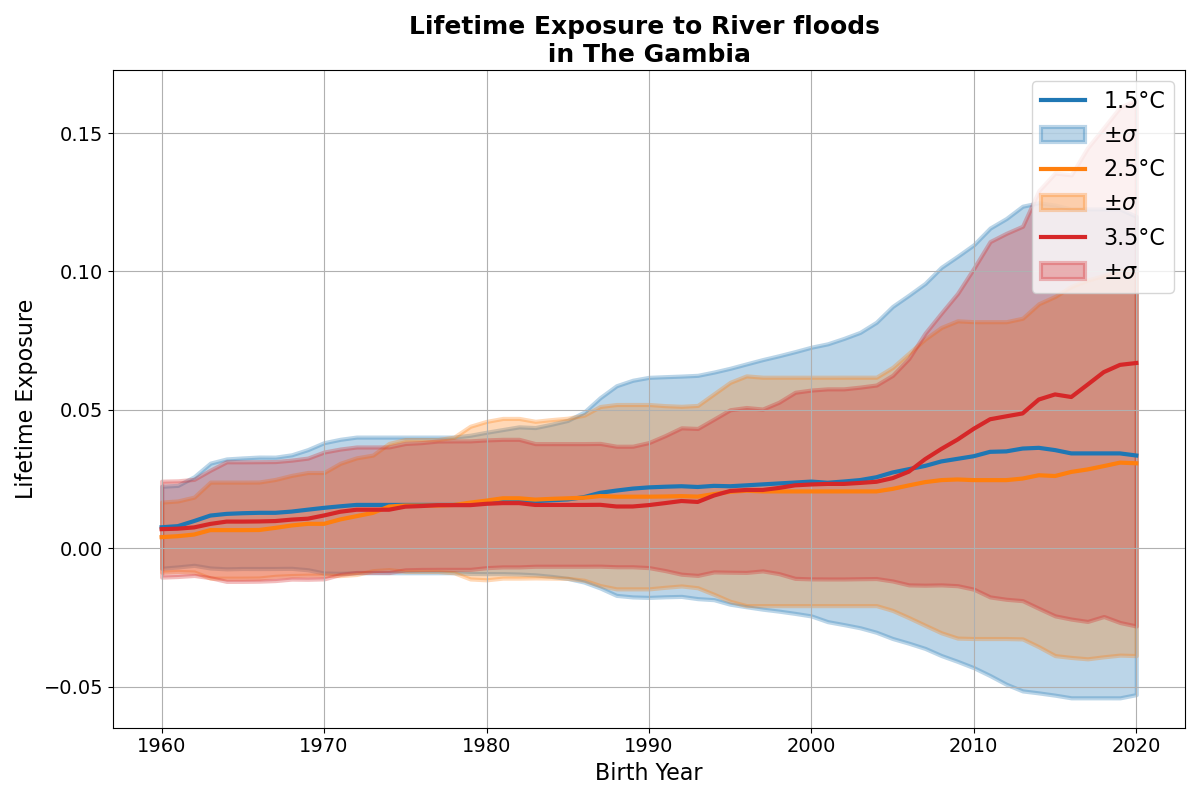 Lifetime Exposure to River floods
in The Gambia
Lifetime Exposure
0.15
0.10
0.05
0.00
−0.05
1960 1970 1980 1990 2000 2010 2020
Birth Year
1.5°C
±σ
2.5°C
±σ
3.5°C
±σ